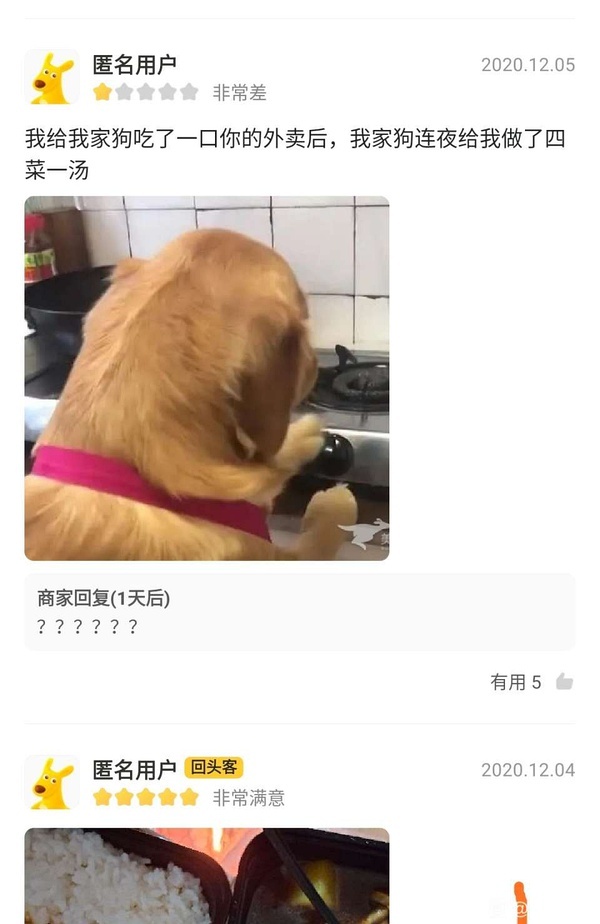 匿名用户
2020.12.05
非常差
我给我家狗吃了一口你的外卖后，我家狗连夜给我做了四
菜一汤
商家回复(1天后)
？？？？？？
有用 5
匿名用户
回头客
2020.12.04
非常满意